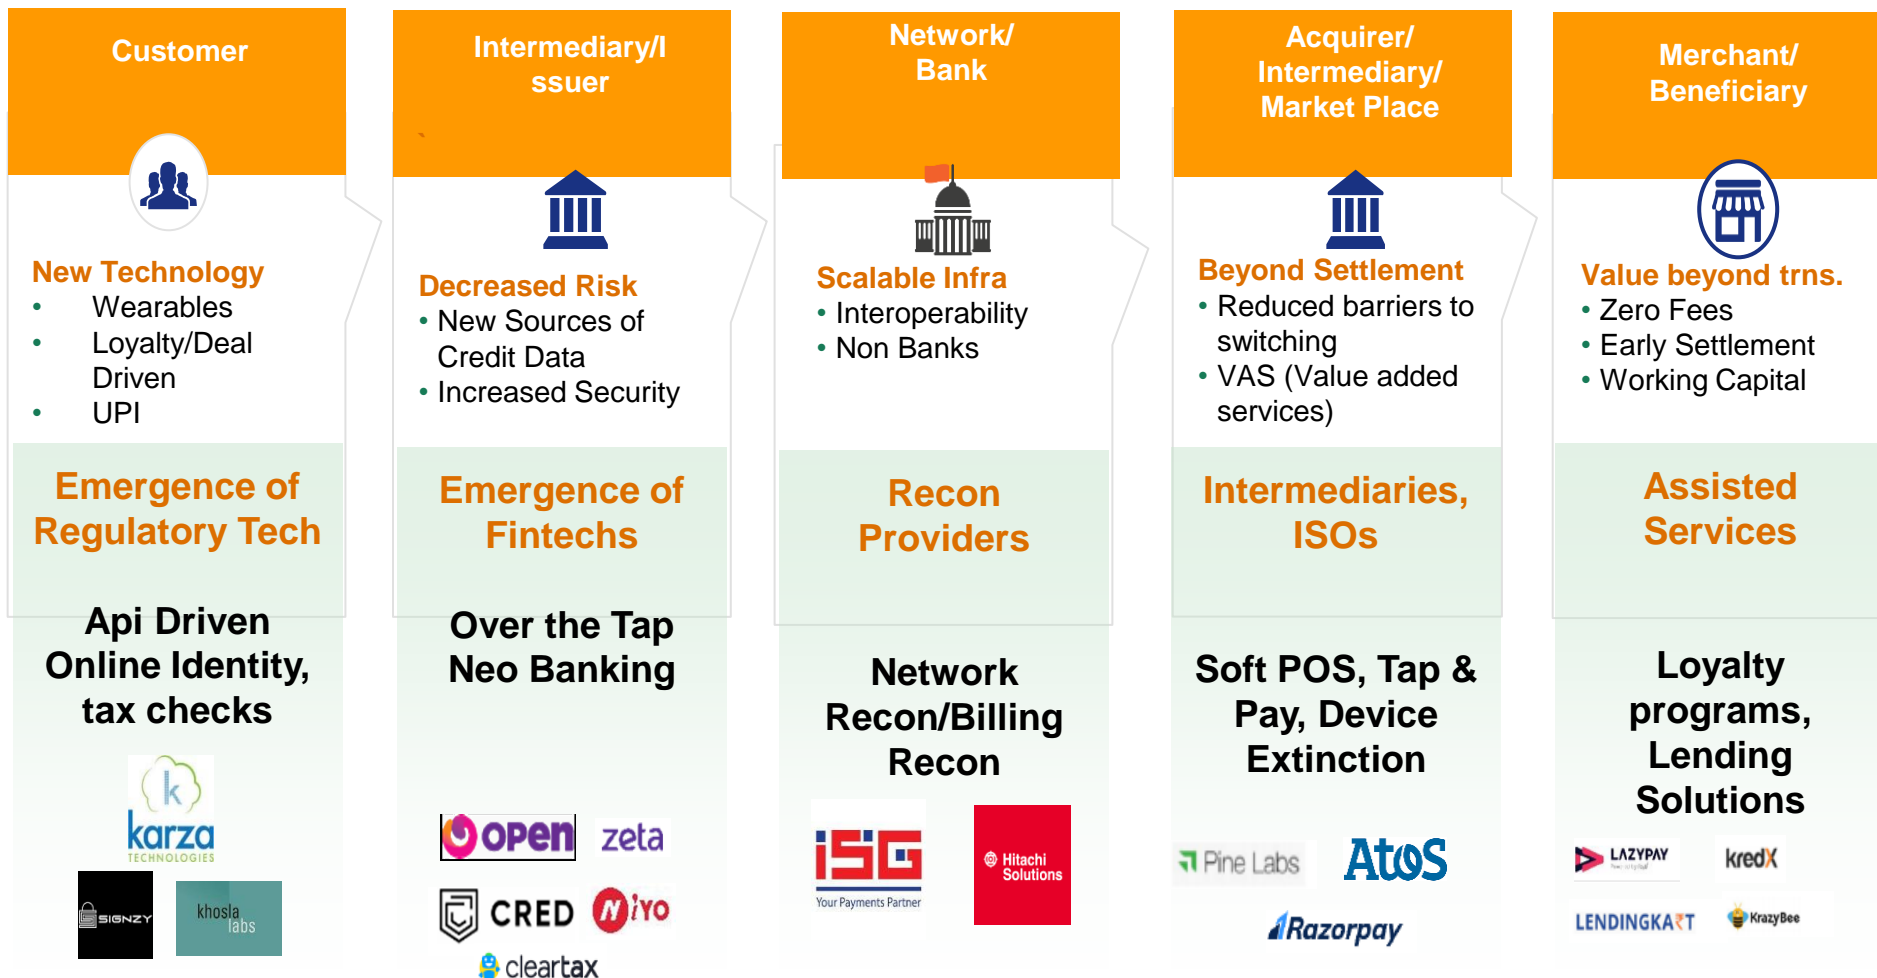 Customer
New Technology
• Wearables
• Loyalty/Deal
Driven
• UPI
Emergence of
Regulatory Tech
Api Driven
Online Identity,
tax checks
k
karza
TECHNOLOGIES
SIGNZY
khosla
labs
Intermediary/I
ssuer
`
Decreased Risk
• New Sources of
Credit Data
• Increased Security
Emergence of
Fintechs
Over the Tap
Neo Banking
open
zeta
CRED
NiYO
cleartax
Network/
Bank
Scalable Infra
• Interoperability
• Non Banks
Recon
Providers
Network
Recon/Billing
Recon
iSG
Your Payments Partner
Hitachi
Solutions
Acquirer/
Intermediary/
Market Place
Beyond Settlement
• Reduced barriers to
switching
• VAS (Value added
services)
Intermediaries,
ISOs
Soft POS, Tap &
Pay, Device
Extinction
Pine Labs
Atos
Razorpay
Merchant/
Beneficiary
Value beyond trns.
• Zero Fees
• Early Settlement
• Working Capital
Assisted
Services
Loyalty
programs,
Lending
Solutions
LAZYPAY
kredX
LENDINGKA₹T
KrazyBee